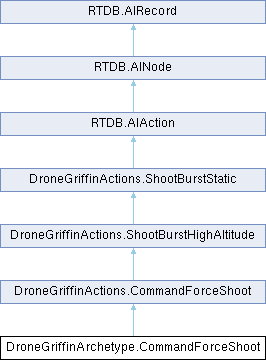 RTDB.AIRecord
RTDB.AINode
RTDB.AIAction
DroneGriffinActions.ShootBurstStatic
DroneGriffinActions.ShootBurstHighAltitude
DroneGriffinActions.CommandForceShoot
DroneGriffinArchetype.CommandForceShoot